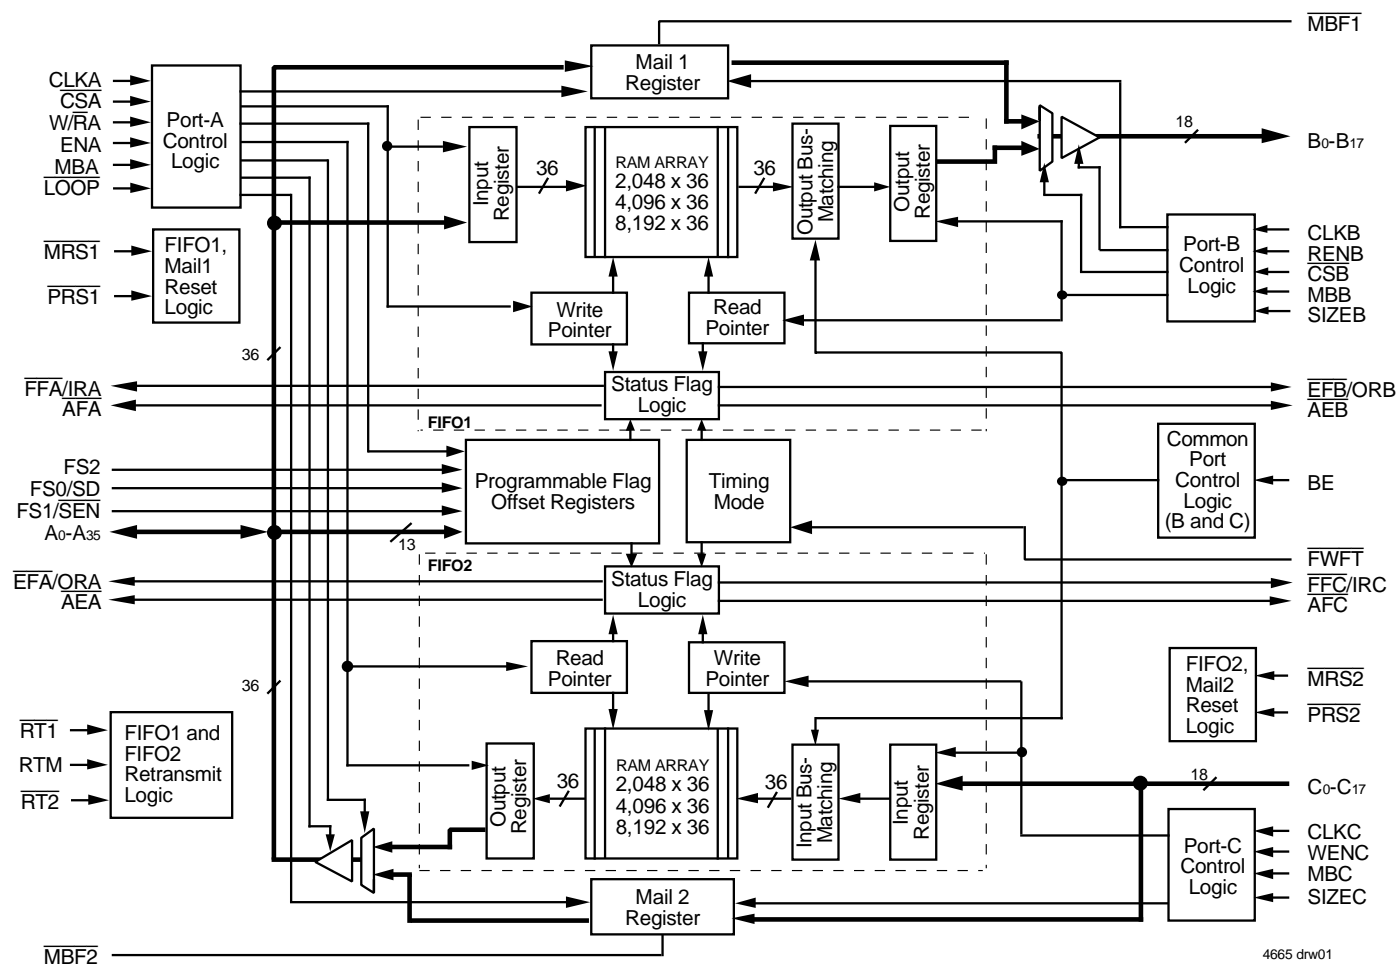 MBF1
Mail 1
Register
CLKA
CSA
W/RA
ENA
MBA
LOOP
Port-A
Control
Logic
MRS1
PRS1
FIFO1,
Mail1
Reset
Logic
Input
Register
36
RAM ARRAY
2,048 x 36
4,096 x 36
8,192 x 36
36
Output Bus-
Matching
Output
Register
18
B0-B17
Port-B
Control
Logic
CLKB
RENB
CSB
MBB
SIZEB
Write
Pointer
Read
Pointer
36
FFA/IRA
AFA
Status Flag
Logic
EFB/ORB
AEB
FIFO1
FS2
FS0/SD
FS1/SEN
A0-A35
13
Programmable Flag
Offset Registers
Timing
Mode
Common
Port
Control
Logic
(B and C)
BE
FWFT
FIFO2
EFA/ORA
AEA
Status Flag
Logic
FFC/IRC
AFC
Read
Pointer
Write
Pointer
36
FIFO2,
Mail2
Reset
Logic
MRS2
PRS2
RT1
RTM
RT2
FIFO1 and
FIFO2
Retransmit
Logic
Output
Register
36
RAM ARRAY
2,048 x 36
4,096 x 36
8,192 x 36
36
Input Bus-
Matching
Input
Register
18
C0-C17
Port-C
Control
Logic
CLKC
WENC
MBC
SIZEC
Mail 2
Register
MBF2
4665 drw01